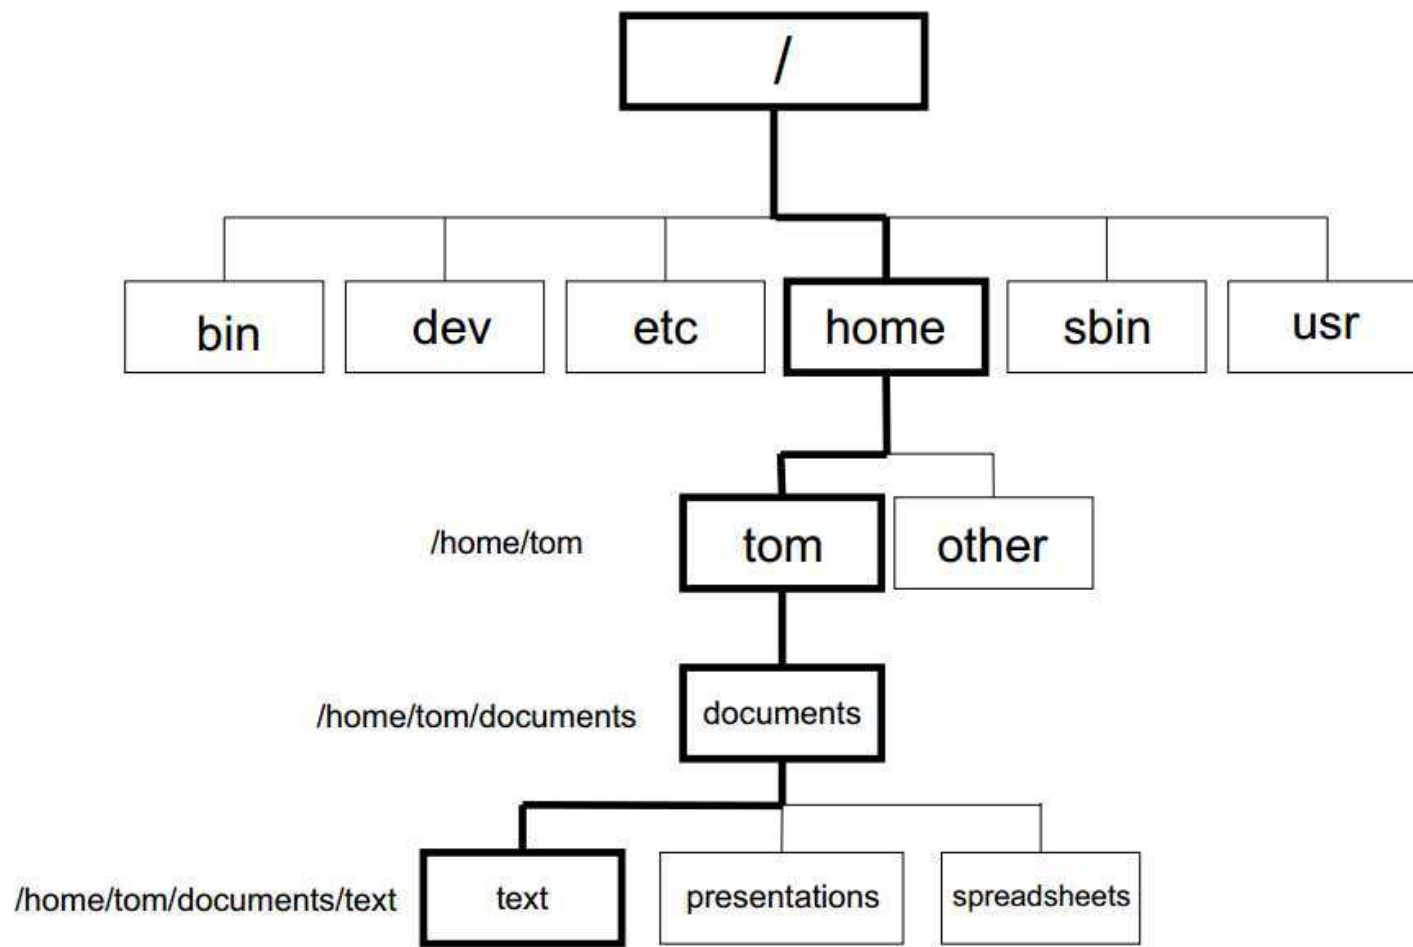 /
bin
dev
etc
home
sbin
usr
/home/tom
tom
other
/home/tom/documents
documents
/home/tom/documents/text
text
presentations
spreadsheets